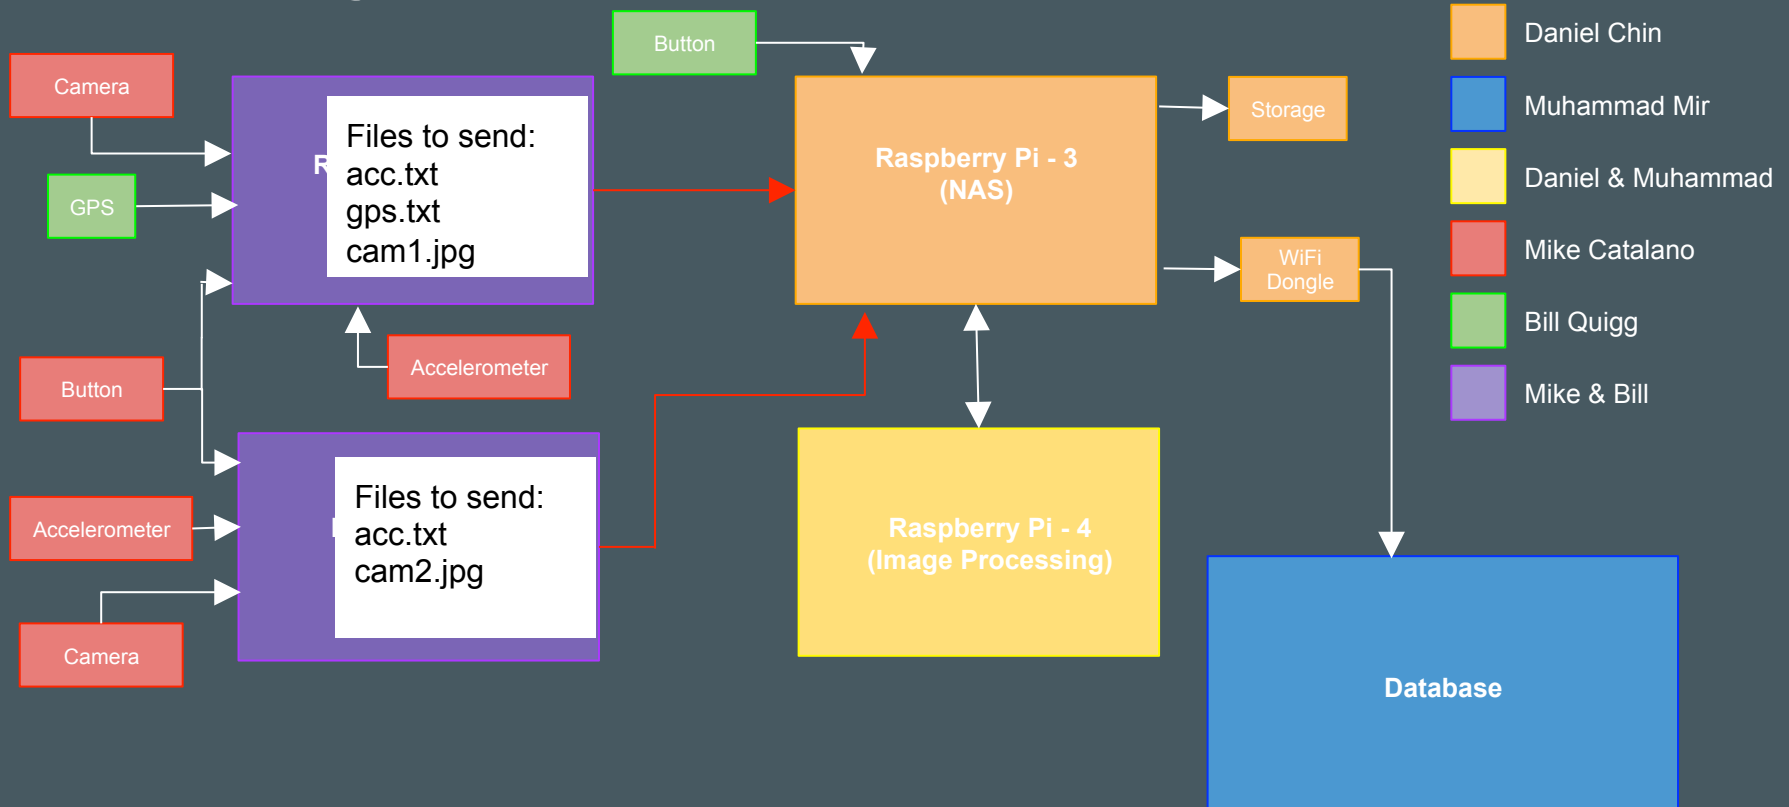 Camera
GPS
Button
Accelerometer
Camera
Files to send:
acc.txt
gps.txt
cam1.jpg
Accelerometer
Files to send:
acc.txt
cam2.jpg
Button
Raspberry Pi - 3
(NAS)
Storage
WiFi
Dongle
Raspberry Pi - 4
(Image Processing)
Database
Daniel Chin
Muhammad Mir
Daniel & Muhammad
Mike Catalano
Bill Quigg
Mike & Bill